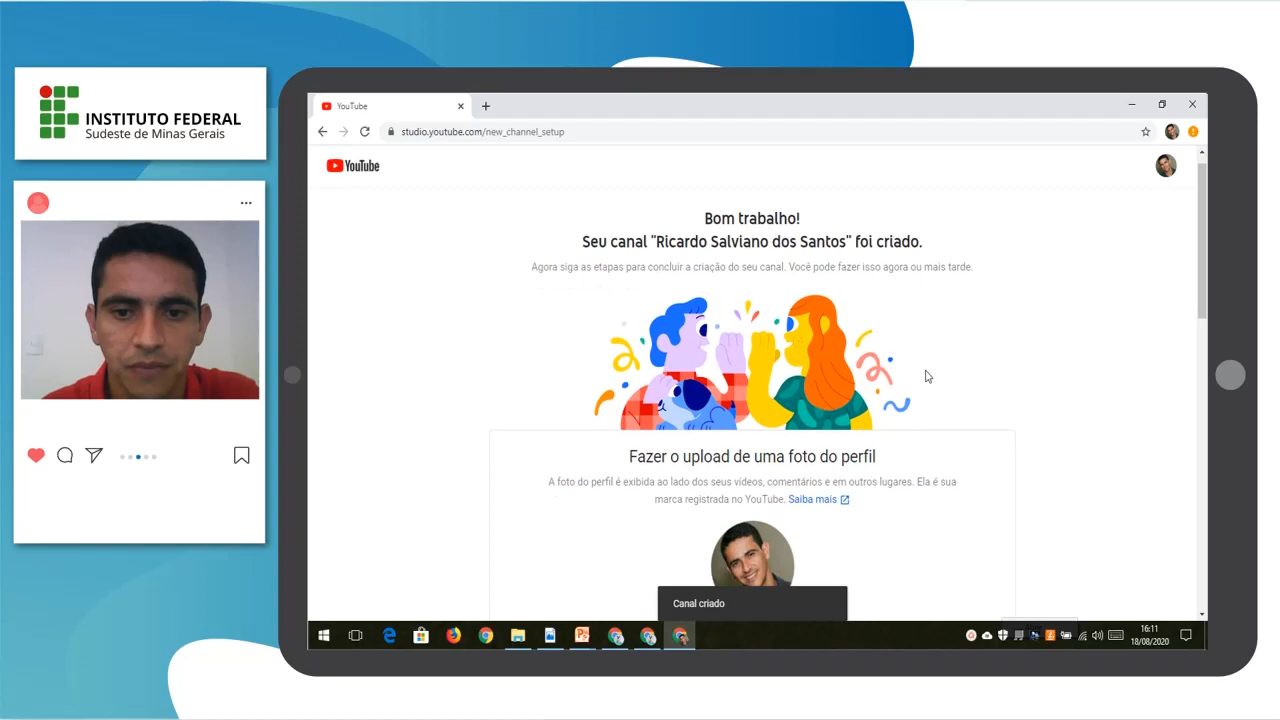 INSTITUTO FEDERAL
Sudeste de Minas Gerais
YouTube
studio.youtube.com/new_channel_setup
YouTube
Bom trabalho!
Seu canal "Ricardo Salviano dos Santos" foi criado.
Agora siga as etapas para concluir a criação do seu canal. Você pode fazer isso agora ou mais tarde.
Fazer o upload de uma foto do perfil
A foto do perfil é exibida ao lado dos seus vídeos, comentários e em outros lugares. Ela é sua
marca registrada no YouTube. Saiba mais
Canal criado
16:11
18/08/2020